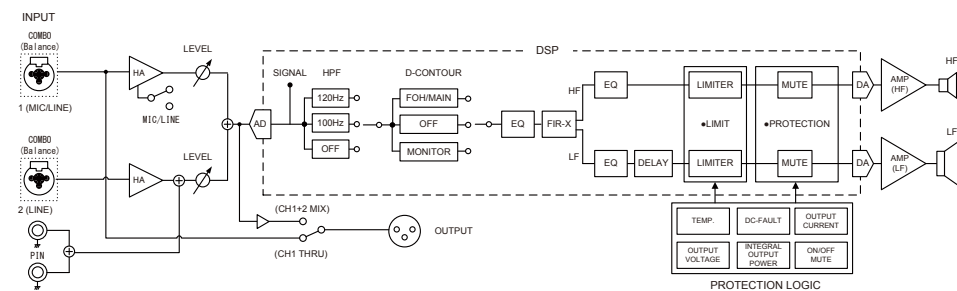 INPUT
COMBO
(Balance)
1 (MIC/LINE)
HA
MIC/LINE
LEVEL
COMBO
(Balance)
2 (LINE)
HA
LEVEL
PIN
AD
DSP
SIGNAL
HPF
120Hz
100Hz
OFF
D-CONTOUR
FOH/MAIN
OFF
MONITOR
EQ
FIR-X
HF
LF
EQ
EQ
DELAY
LIMITER
●LIMIT
LIMITER
MUTE
●PROTECTION
MUTE
DA
DA
AMP
(HF)
AMP
(LF)
HF
LF
(CH1+2 MIX)
(CH1 THRU)
OUTPUT
TEMP.
DC-FAULT
OUTPUT
CURRENT
OUTPUT
VOLTAGE
INTEGRAL
OUTPUT
POWER
ON/OFF
MUTE
PROTECTION LOGIC